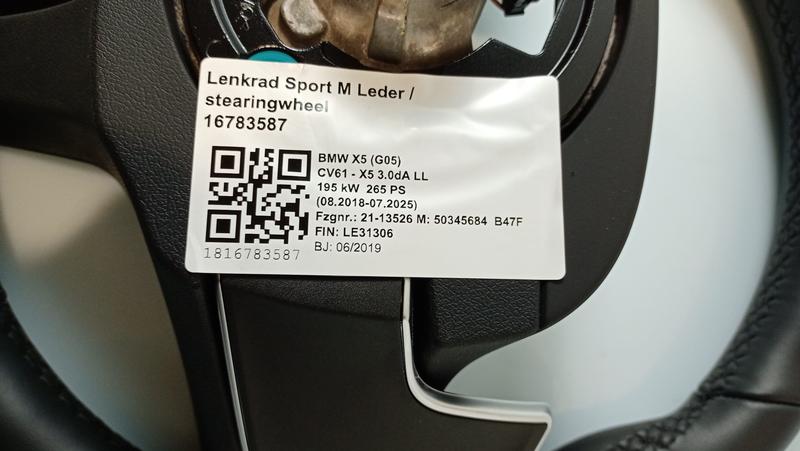 Lenkrad Sport M Leder /
stearingwheel
16783587
BMW X5 (G05)
CV61 - X5 3.0dA LL
195 kW 265 PS
(08.2018-07.2025)
Fzgnr.: 21-13526 M: 50345684 B47F
FIN: LE31306
BJ: 06/2019
1816783587